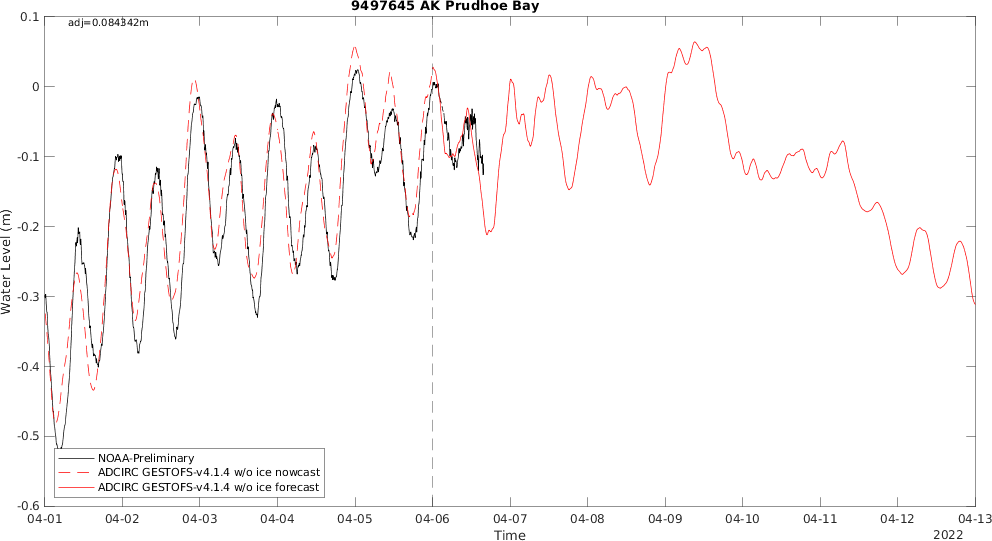 9497645 AK Prudhoe Bay
adj=0.084342m
0.1
0
-0.1
-0.2
-0.3
-0.4
-0.5
-0.6
Water Level (m)
NOAA-Preliminary
ADCIRC GESTOFS-v4.1.4 w/o ice nowcast
ADCIRC GESTOFS-v4.1.4 w/o ice forecast
04-01 04-02 04-03 04-04 04-05 04-06 04-07 04-08 04-09 04-10 04-11 04-12 04-13
Time
2022